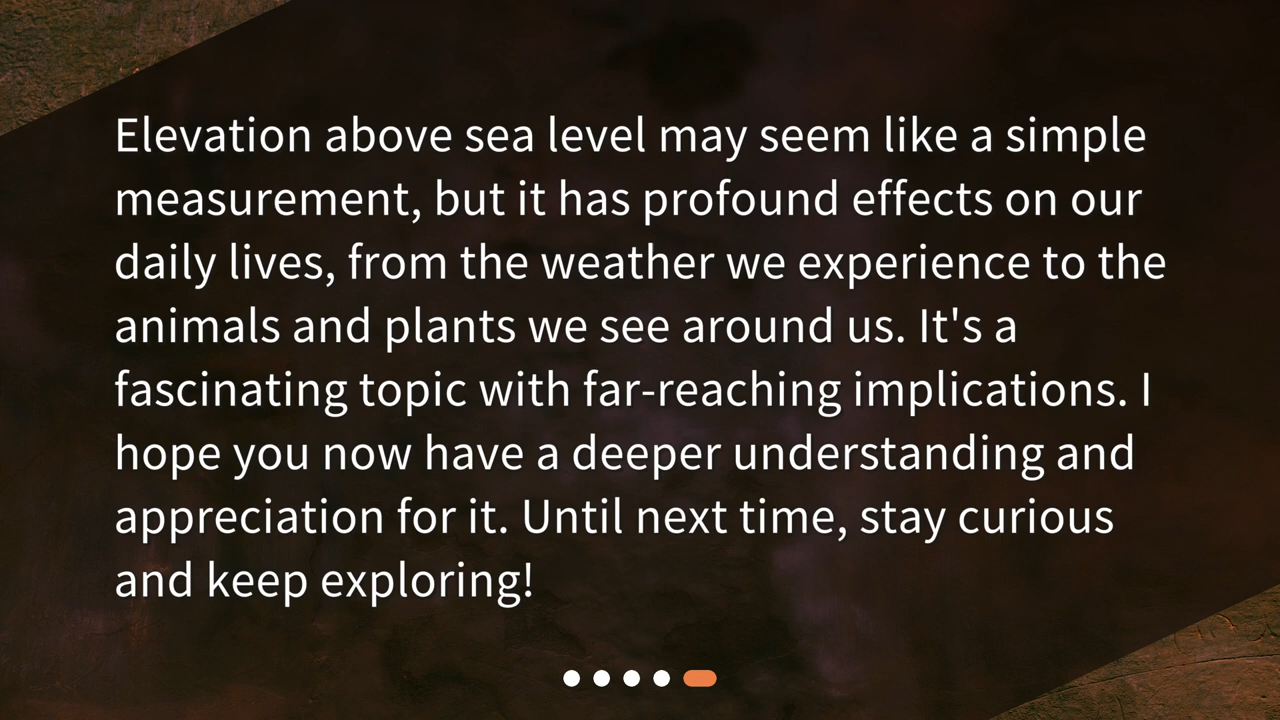 Elevation above sea level may seem like a simple
measurement, but it has profound effects on our
daily lives, from the weather we experience to the
animals and plants we see around us. It's a
fascinating topic with far-reaching implications. I
hope you now have a deeper understanding and
appreciation for it. Until next time, stay curious
and keep exploring!